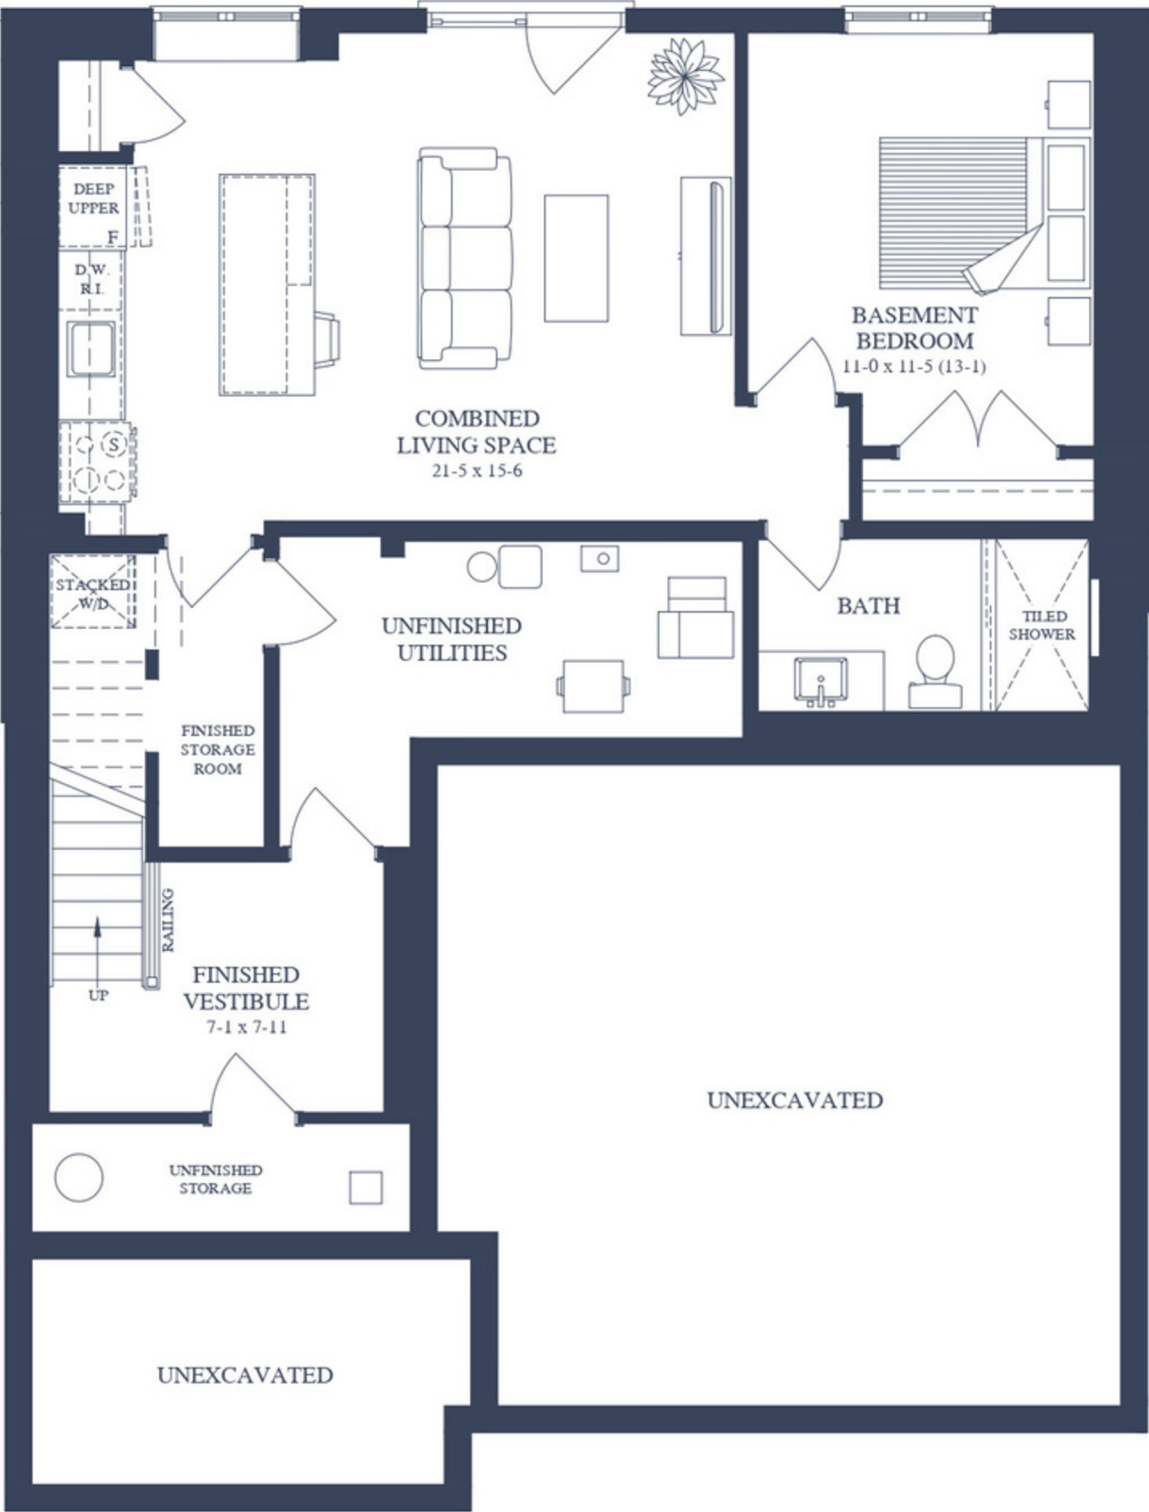 DEEP
UPPER
F
D.W.
R.I.
S
COMBINED
LIVING SPACE
21-5 x 15-6
BASEMENT
BEDROOM
11-0 x 11-5 (13-1)
STACKED
W/D
UNFINISHED
UTILITIES
BATH
TILED
SHOWER
FINISHED
STORAGE
ROOM
RAILING
UP
FINISHED
VESTIBULE
7-1 x 7-11
UNEXCAVATED
UNFINISHED
STORAGE
UNEXCAVATED